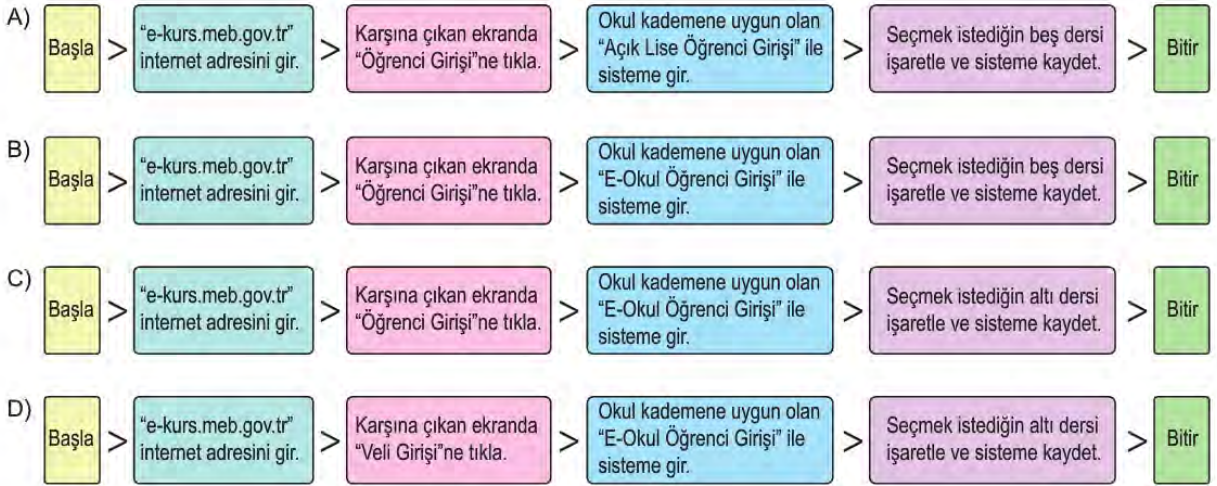 A)
Başla > "e-kurs.meb.gov.tr" > Karşına çıkan ekranda > Okul kademene uygun olan > Seçmek istediğin beş dersi > Bitir
internet adresini gir. "Öğrenci Girişi"ne tıkla. "Açık Lise Öğrenci Girişi" ile işaretle ve sisteme kaydet.
sisteme gir.
B)
Başla > "e-kurs.meb.gov.tr" > Karşına çıkan ekranda > Okul kademene uygun olan > Seçmek istediğin beş dersi > Bitir
internet adresini gir. "Öğrenci Girişi"ne tıkla. "E-Okul Öğrenci Girişi" ile işaretle ve sisteme kaydet.
sisteme gir.
C)
Başla > "e-kurs.meb.gov.tr" > Karşına çıkan ekranda > Okul kademene uygun olan > Seçmek istediğin altı dersi > Bitir
internet adresini gir. "Öğrenci Girişi"ne tıkla. "E-Okul Öğrenci Girişi" ile işaretle ve sisteme kaydet.
sisteme gir.
D)
Başla > "e-kurs.meb.gov.tr" > Karşına çıkan ekranda > Okul kademene uygun olan > Seçmek istediğin altı dersi > Bitir
internet adresini gir. "Veli Girişi"ne tıkla. "E-Okul Öğrenci Girişi" ile işaretle ve sisteme kaydet.
sisteme gir.